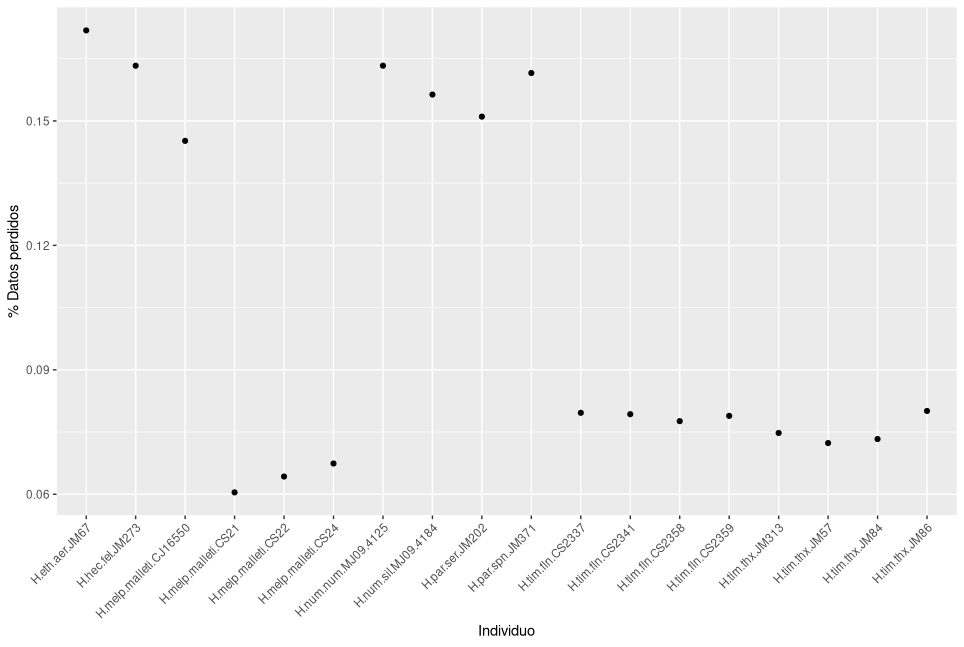 % Datos perdidos
0.15
0.12
0.09
0.06
H.eth.aer.JM67
H.hec.fel.JM273
H.melp.malleti.CJ16550
H.melp.malleti.CS21
H.melp.malleti.CS22
H.melp.malleti.CS24
H.num.num.MJ09.4125
H.num.sil.MJ09.4184
H.par.ser.JM202
H.par.spn.JM371
H.tim.fln.CS2337
H.tim.fln.CS2341
H.tim.fln.CS2358
H.tim.fln.CS2359
H.tim.thx.JM313
H.tim.thx.JM57
H.tim.thx.JM84
H.tim.thx.JM86
Individuo